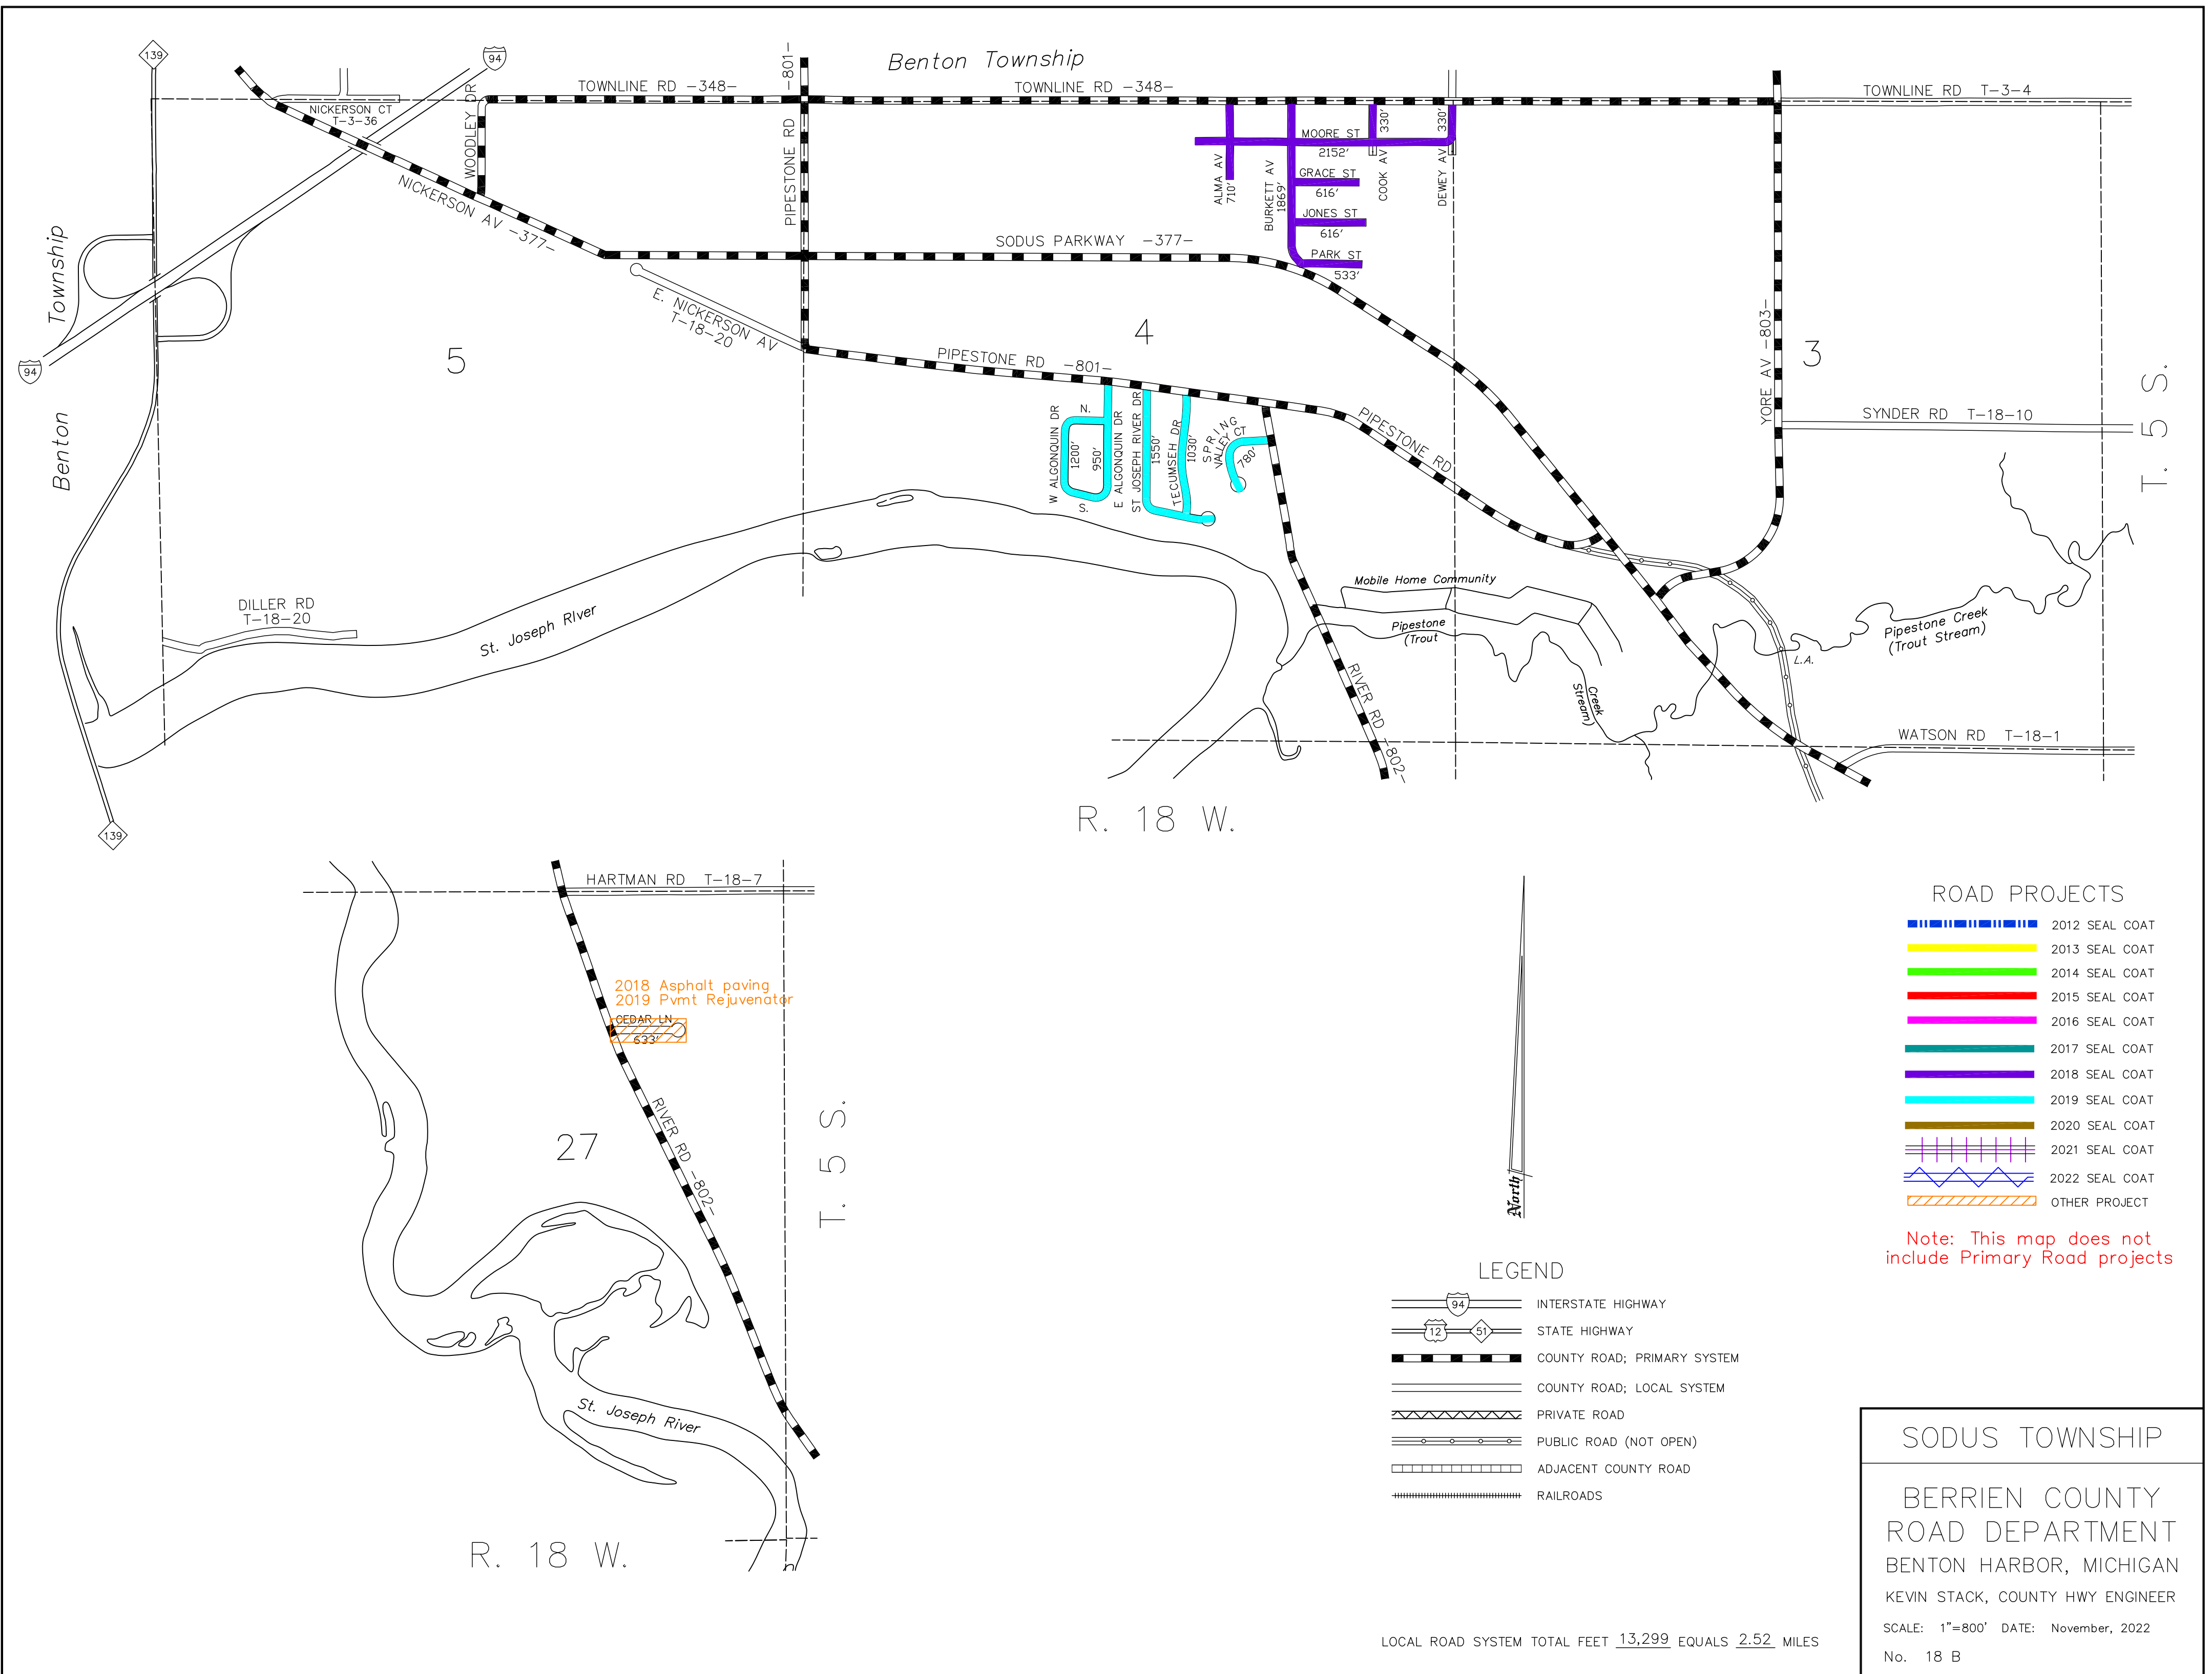 Benton Township
139
94
-801-
TOWNLINE RD -348-
TOWNLINE RD -348-
TOWNLINE RD T-3-4
NICKERSON CT
T-3-36
WOODLEY DR
PIPESTONE RD
NICKERSON AV -377-
MOORE ST
2152'
330'
330'
ALMA AV
710'
BURKETT AV
1869'
GRACE ST
616'
COOK AV
DEWEY AV
JONES ST
616'
PARK ST
533'
SODUS PARKWAY -377-
Benton Township
94
E. NICKERSON AV
T-18-20
5
4
3
PIPESTONE RD -801-
YORE AV -803-
T. 5 S.
SYNDER RD T-18-10
W ALGONQUIN DR
N.
1200'
950'
S.
E ALGONQUIN DR
ST JOSEPH RIVER DR
1550'
TECUMSEH DR
1030'
SPRING
VALLEY CT
780'
PIPESTONE RD
DILLER RD
T-18-20
St. Joseph River
Mobile Home Community
Pipestone
(Trout
Creek
Stream)
Pipestone Creek
(Trout Stream)
L.A.
RIVER RD -802-
WATSON RD T-18-1
139
R. 18 W.
HARTMAN RD T-18-7
2018 Asphalt paving
2019 Pvmt Rejuvenator
CEDAR LN
633'
RIVER RD -802-
27
T. 5 S.
St. Joseph River
R. 18 W.
North
ROAD PROJECTS
2012 SEAL COAT
2013 SEAL COAT
2014 SEAL COAT
2015 SEAL COAT
2016 SEAL COAT
2017 SEAL COAT
2018 SEAL COAT
2019 SEAL COAT
2020 SEAL COAT
2021 SEAL COAT
2022 SEAL COAT
OTHER PROJECT
Note: This map does not
include Primary Road projects
LEGEND
94 INTERSTATE HIGHWAY
12 51 STATE HIGHWAY
COUNTY ROAD; PRIMARY SYSTEM
COUNTY ROAD; LOCAL SYSTEM
PRIVATE ROAD
PUBLIC ROAD (NOT OPEN)
ADJACENT COUNTY ROAD
RAILROADS
LOCAL ROAD SYSTEM TOTAL FEET 13,299 EQUALS 2.52 MILES
SODUS TOWNSHIP
BERRIEN COUNTY
ROAD DEPARTMENT
BENTON HARBOR, MICHIGAN
KEVIN STACK, COUNTY HWY ENGINEER
SCALE: 1"=800' DATE: November, 2022
No. 18 B